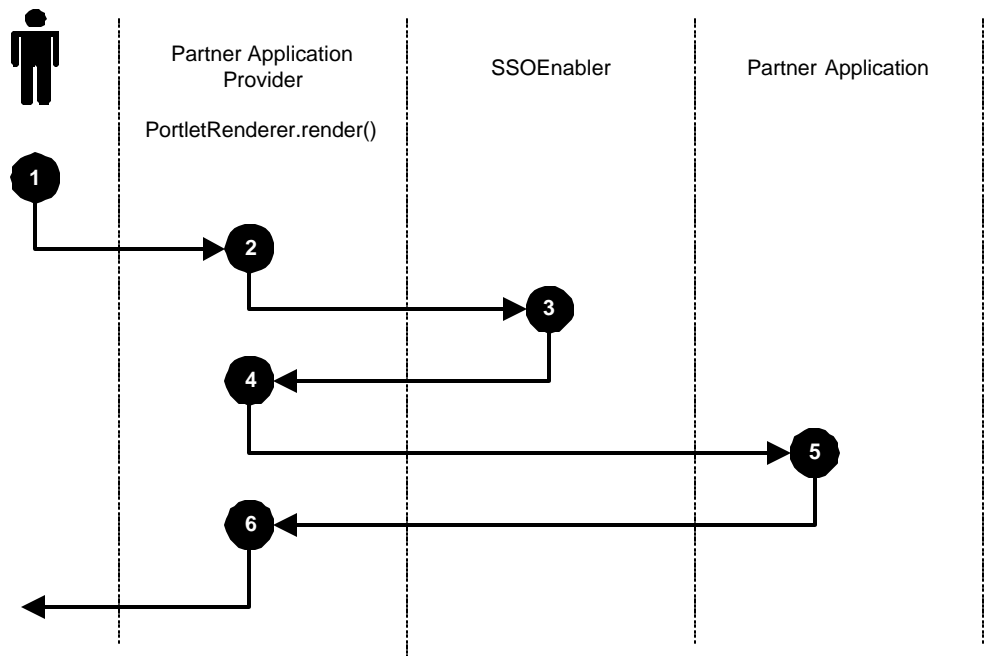 Partner Application
Provider
SSOEnabler
Partner Application
PortletRenderer.render()
1
2
3
4
5
6